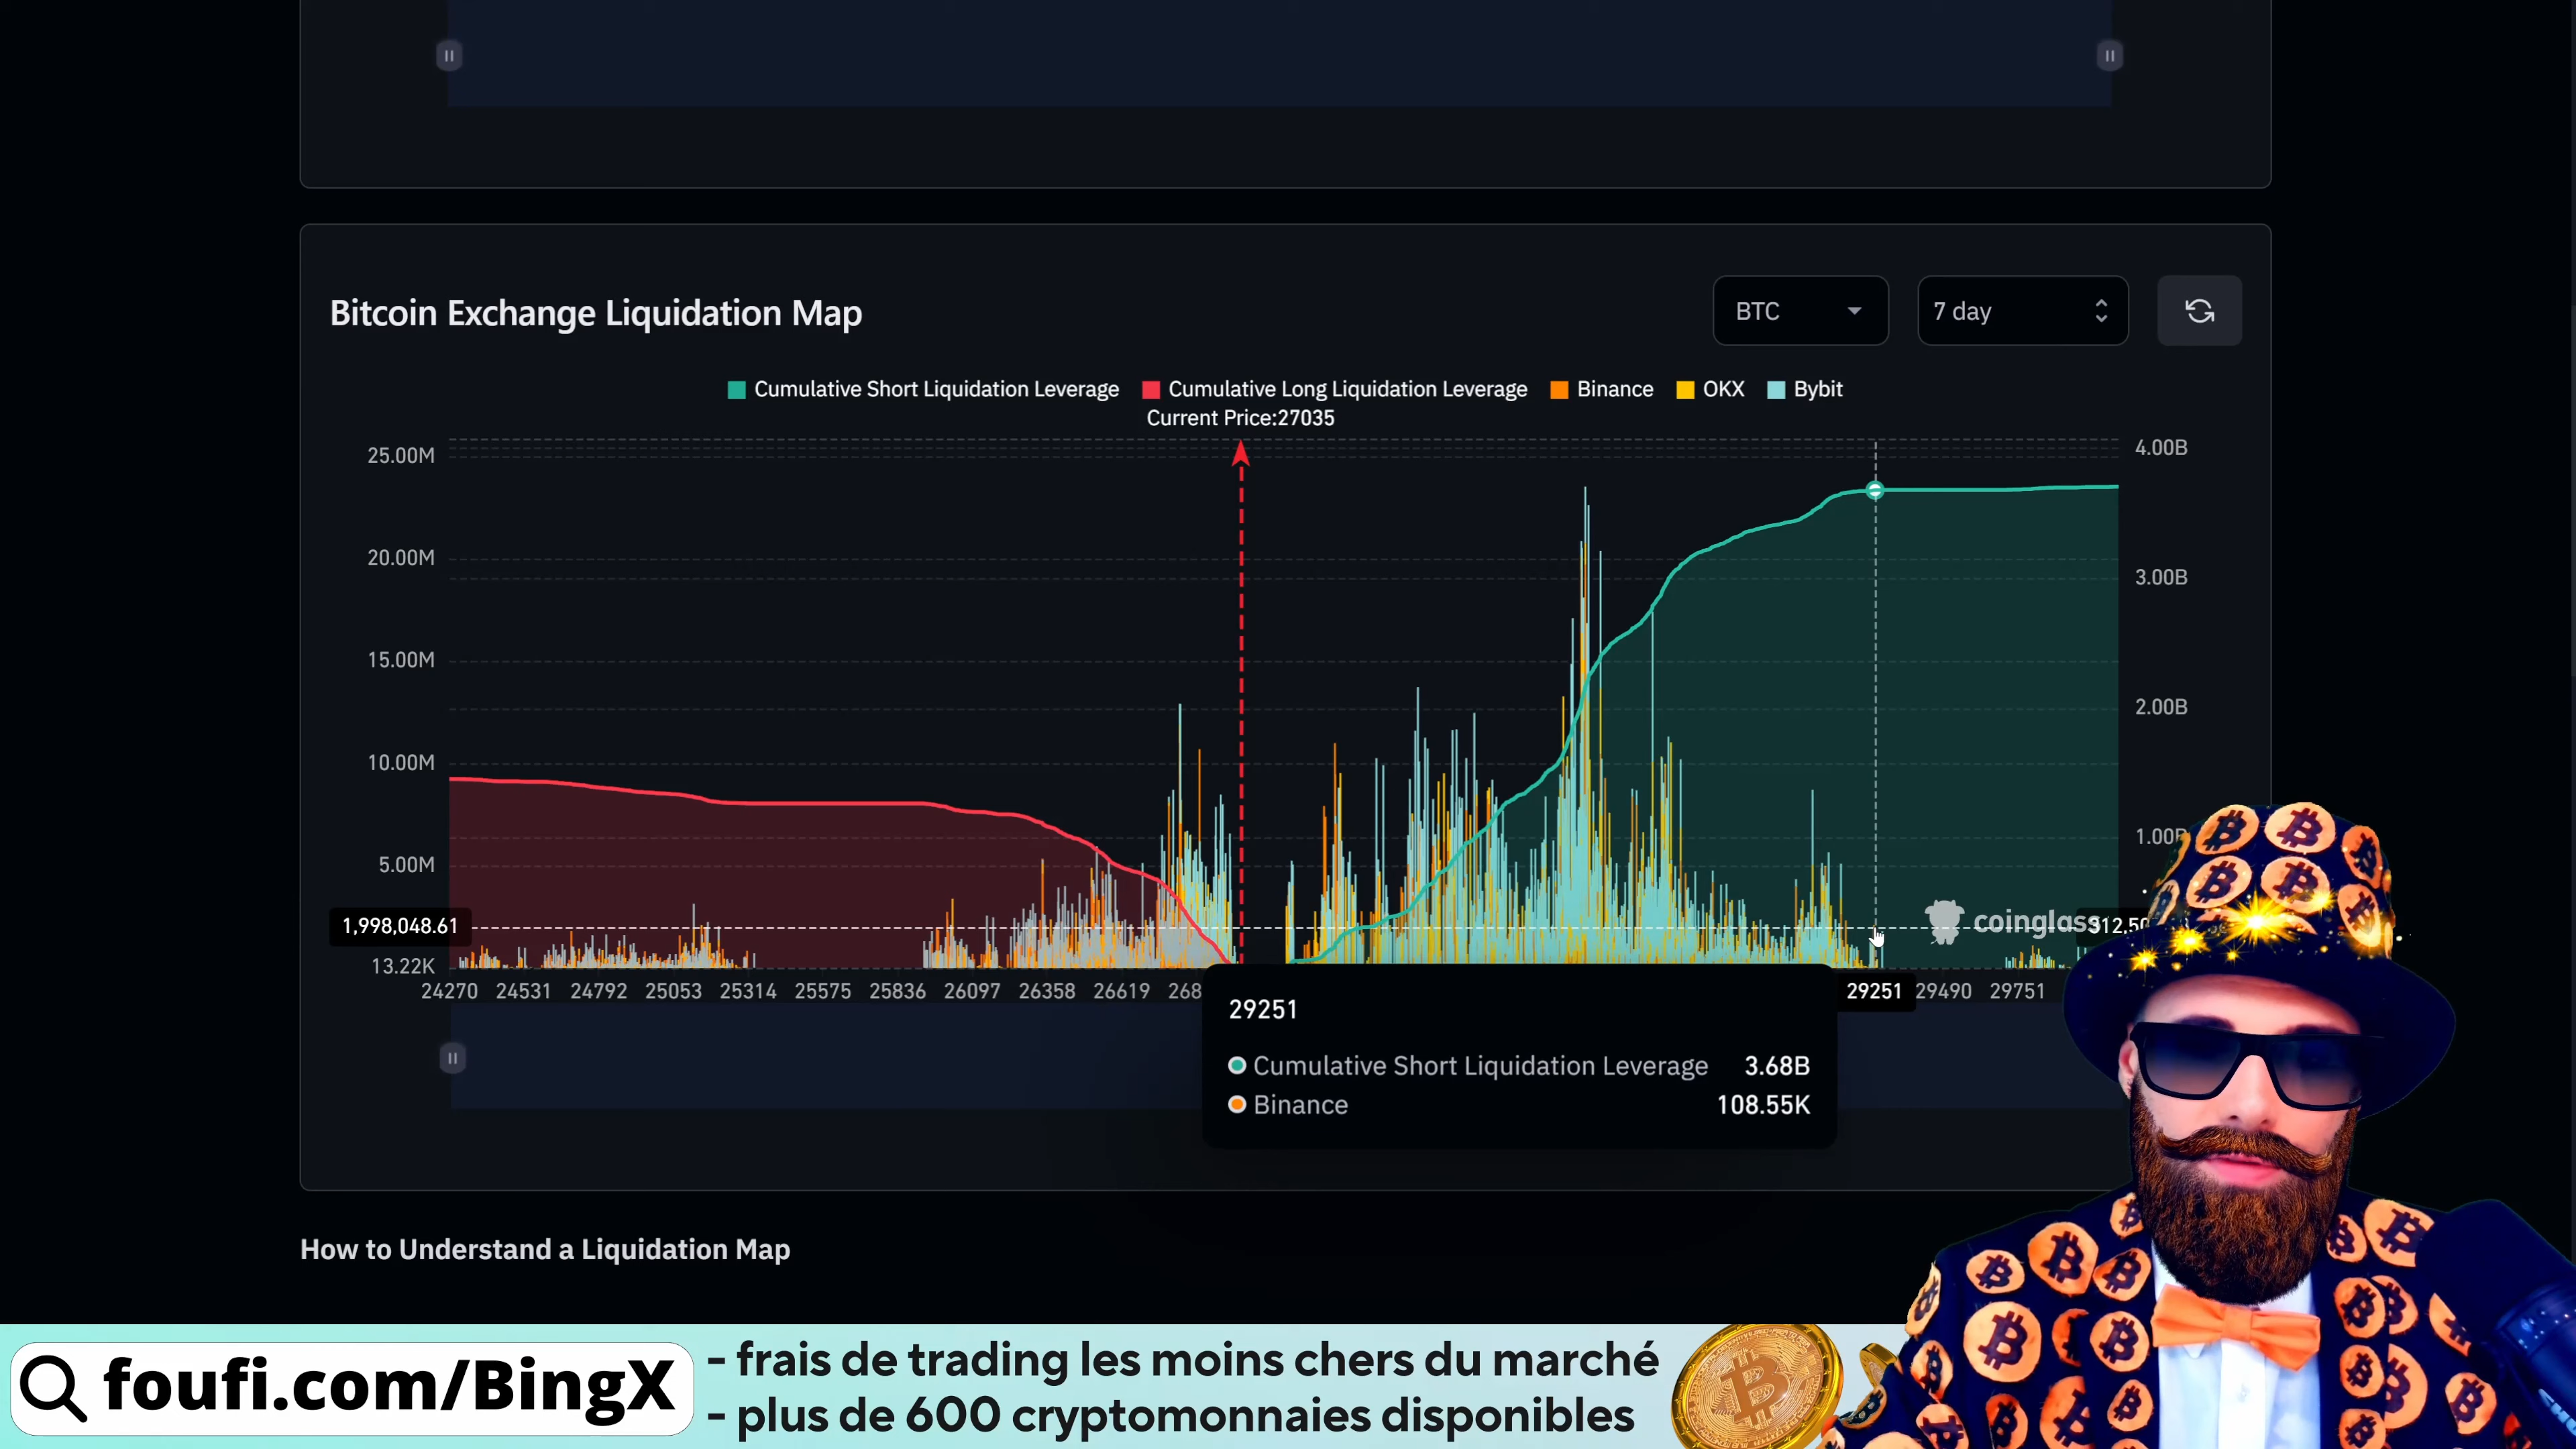 Bitcoin Exchange Liquidation Map
BTC
7 day
Cumulative Short Liquidation Leverage
Cumulative Long Liquidation Leverage
Binance
OKX
Bybit
Current Price:27035
25.00M
20.00M
15.00M
10.00M
5.00M
1,998,048.61
13.22K
4.00B
3.00B
2.00B
coinglass
24270 24531 24792 25053 25314 25575 25836 26097 26358 26619
29251 29490 29751
29251
Cumulative Short Liquidation Leverage 3.68B
Binance 108.55K
How to Understand a Liquidation Map
foufi.com/BingX
- frais de trading les moins chers du marché
- plus de 600 cryptomonnaies disponibles